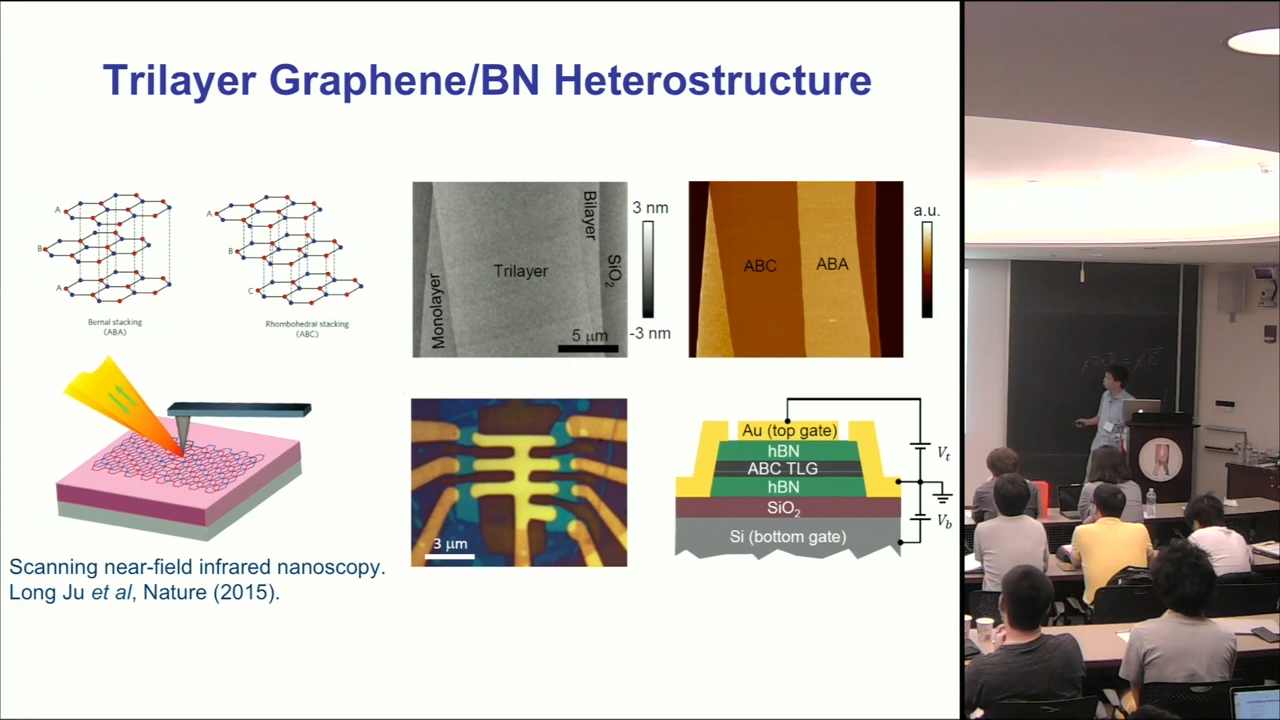 Trilayer Graphene/BN Heterostructure
A
B
A
Bernal stacking
(ABA)
A
B
C
Rhombohedral stacking
(ABC)
Monolayer
Trilayer
Bilayer
SiO2
5 μm
3 nm
-3 nm
ABC
ABA
a.u.
Scanning near-field infrared nanoscopy.
Long Ju et al, Nature (2015).
3 μm
Au (top gate)
hBN
ABC TLG
hBN
SiO2
Si (bottom gate)
Vt
Vb